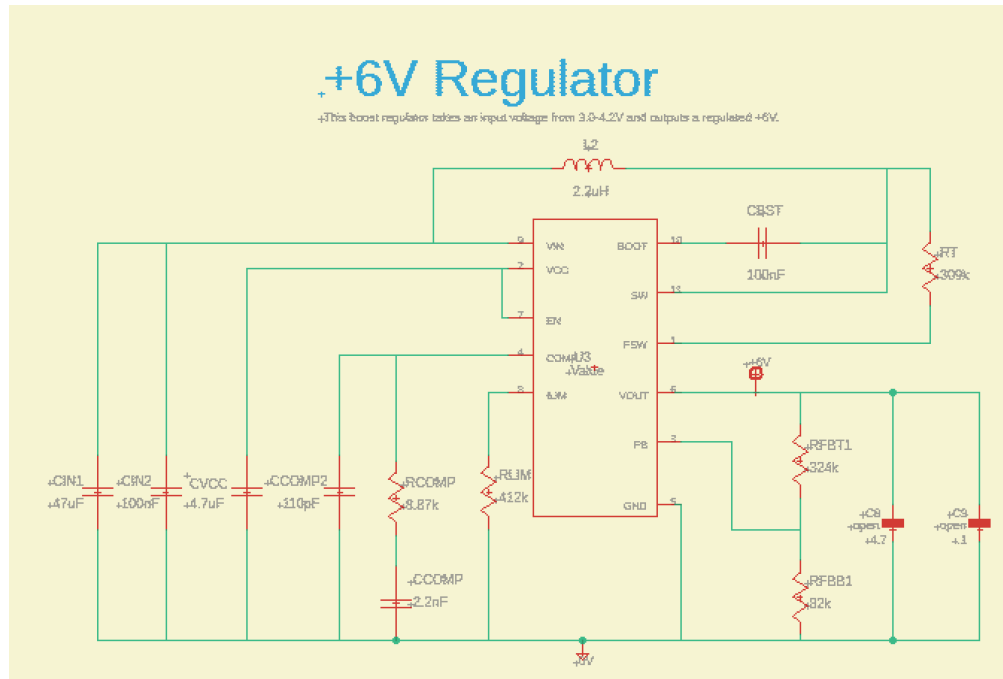 +6V Regulator
This boost regulator takes an input voltage from 3.0-4.2V and outputs a regulated +6V.
L2
2.2uH
CBST
100nF
RT
309k
9 VIN
BOOT 10
2 VCC
SW 11
7 EN
FSW 1
4 COMP
U3
Value
+6V
8 ILIM
VOUT 6
FB 3
GND 5
CIN1
47uF
CIN2
100nF
CVCC
4.7uF
CCOMP2
110pF
RCOMP
8.87k
RLIM
412k
RFBT1
324k
C8
open
4.7
C9
open
.1
CCOMP
2.2nF
RFBB1
82k